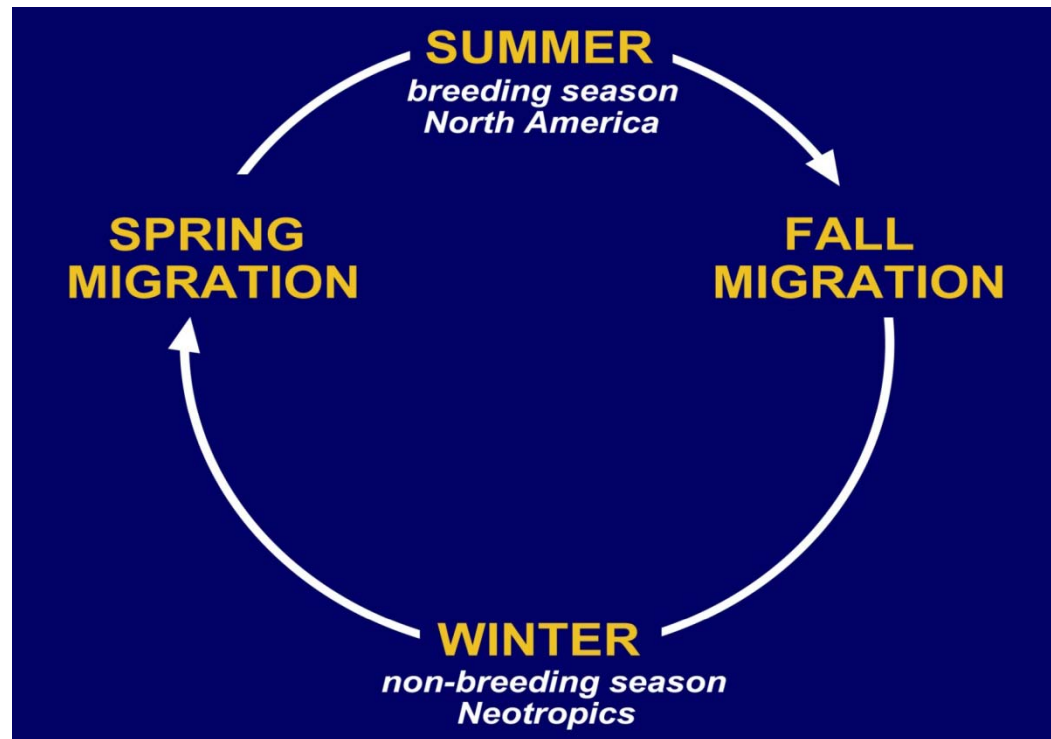 SUMMER
breeding season
North America
SPRING
MIGRATION
FALL
MIGRATION
WINTER
non-breeding season
Neotropics